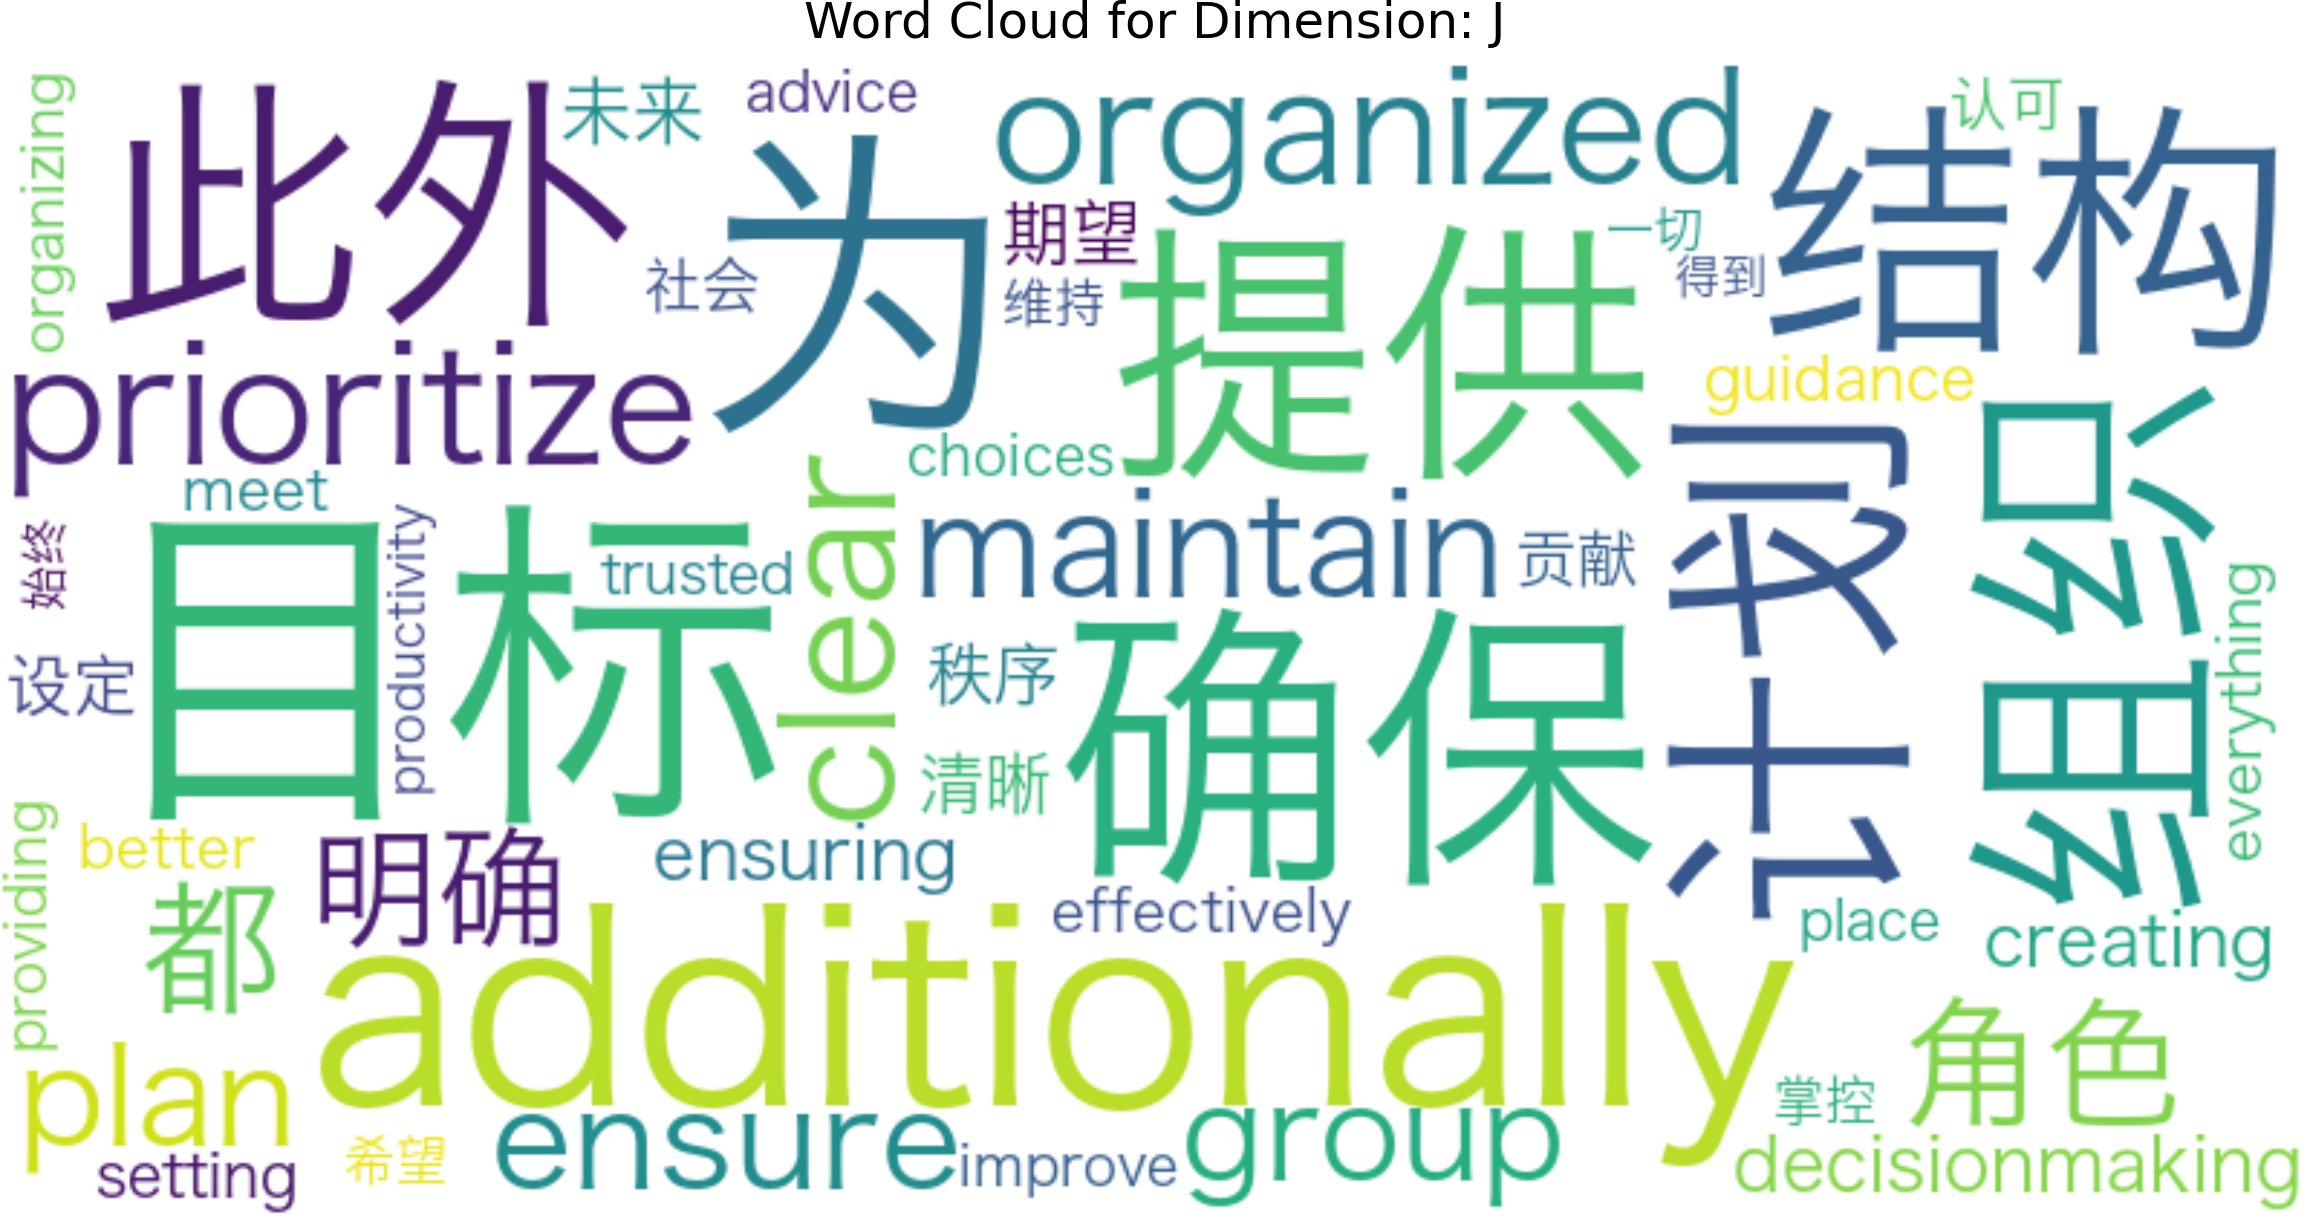 Word Cloud for Dimension: J
organizing
此外
未来
advice
organized
认可
结构
为
期望
一切
社会
维持
提供
得到
prioritize
guidance
choices
meet
clear
计划
组织
始终
目标
productivity
trusted
maintain
贡献
设定
秩序
确保
everything
清晰
providing
better
明确
ensuring
都
effectively
place
creating
additionally
plan
角色
掌控
setting
希望
ensure
improve
group
decisionmaking